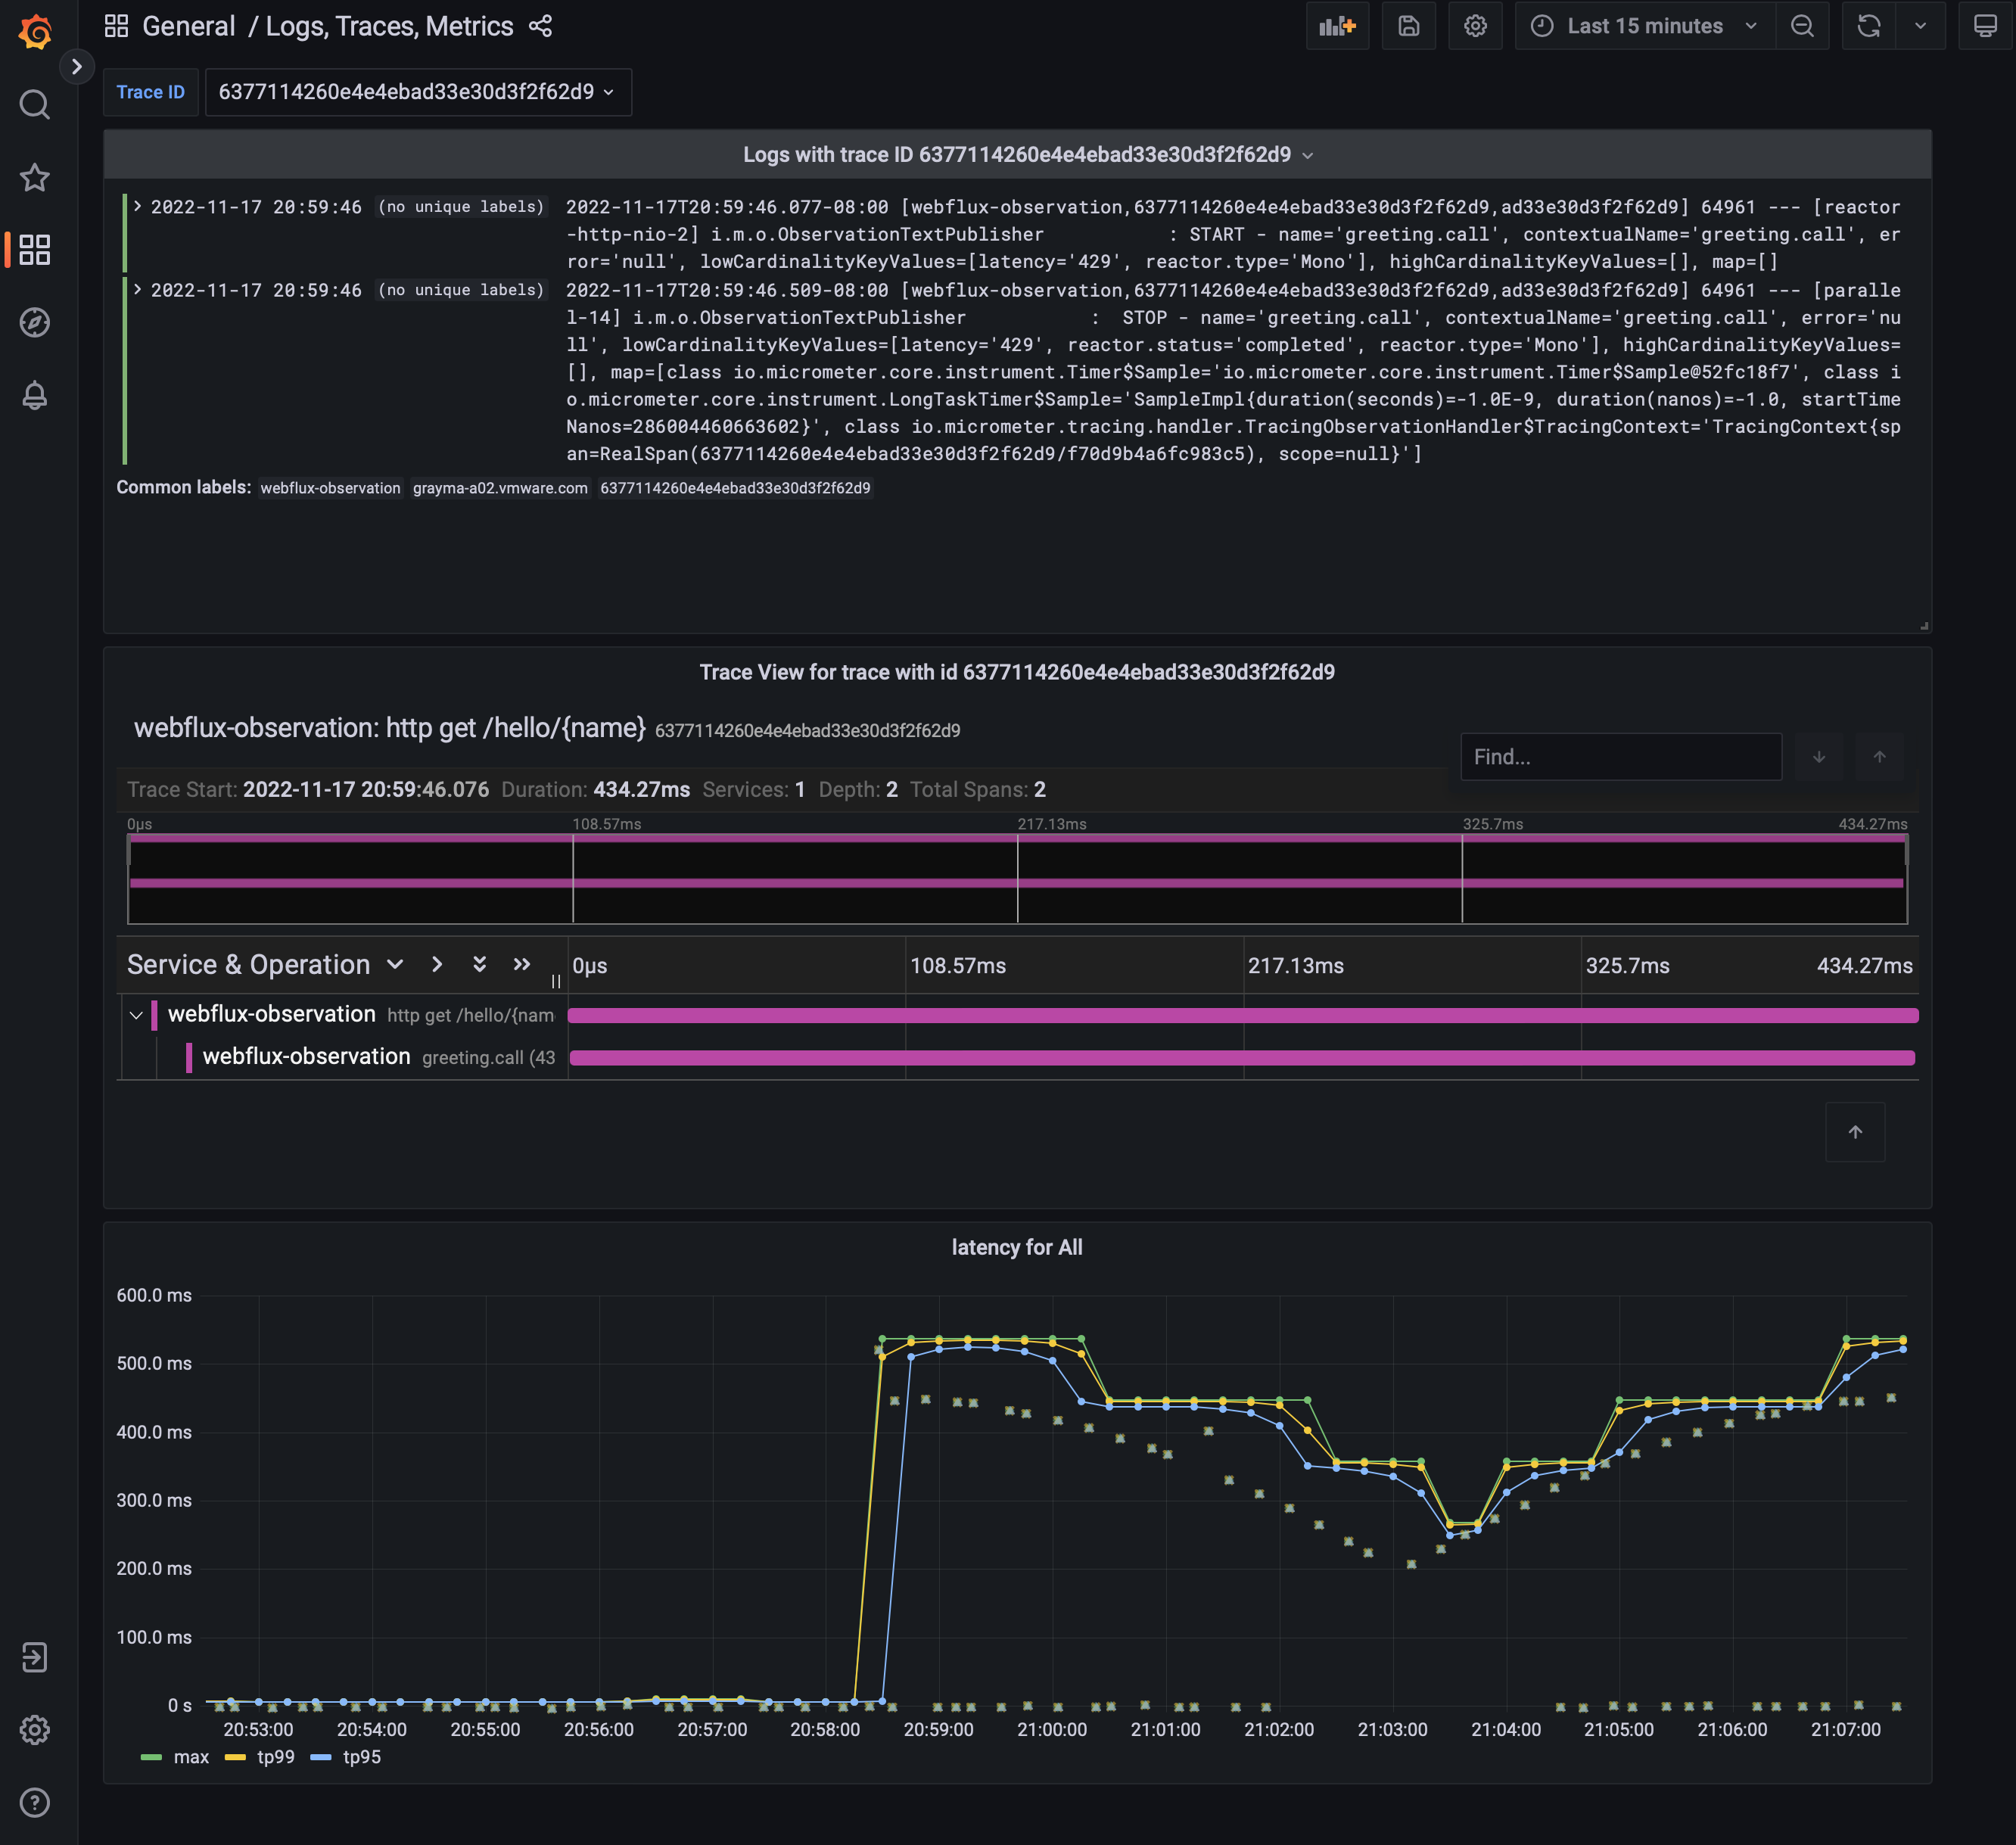 General / Logs, Traces, Metrics
Last 15 minutes
Trace ID
6377114260e4e4ebad33e30d3f2f62d9
Logs with trace ID 6377114260e4e4ebad33e30d3f2f62d9
2022-11-17 20:59:46 (no unique labels) 2022-11-17T20:59:46.077-08:00 [webflux-observation,6377114260e4e4ebad33e30d3f2f62d9,ad33e30d3f2f62d9] 64961 --- [reactor
-http-nio-2] i.m.o.ObservationTextPublisher : START - name='greeting.call', contextualName='greeting.call', er
ror='null', lowCardinalityKeyValues=[latency='429', reactor.type='Mono'], highCardinalityKeyValues=[], map=[]
2022-11-17 20:59:46 (no unique labels) 2022-11-17T20:59:46.509-08:00 [webflux-observation,6377114260e4e4ebad33e30d3f2f62d9,ad33e30d3f2f62d9] 64961 --- [paralle
l-14] i.m.o.ObservationTextPublisher : STOP - name='greeting.call', contextualName='greeting.call', error='nu
ll', lowCardinalityKeyValues=[latency='429', reactor.status='completed', reactor.type='Mono'], highCardinalityKeyValues=
[], map=[class io.micrometer.core.instrument.Timer$Sample='io.micrometer.core.instrument.Timer$Sample@52fc18f7', class i
o.micrometer.core.instrument.LongTaskTimer$Sample='SampleImpl{duration(seconds)=-1.0E-9, duration(nanos)=-1.0, startTime
Nanos=286004460663602}', class io.micrometer.tracing.handler.TracingObservationHandler$TracingContext='TracingContext{sp
an=RealSpan(6377114260e4e4ebad33e30d3f2f62d9/f70d9b4a6fc983c5), scope=null}']
Common labels: webflux-observation grayma-a02.vmware.com 6377114260e4e4ebad33e30d3f2f62d9
Trace View for trace with id 6377114260e4e4ebad33e30d3f2f62d9
webflux-observation: http get /hello/{name} 6377114260e4e4ebad33e30d3f2f62d9
Find...
Trace Start: 2022-11-17 20:59:46.076 Duration: 434.27ms Services: 1 Depth: 2 Total Spans: 2
0μs 108.57ms 217.13ms 325.7ms 434.27ms
Service & Operation 0μs 108.57ms 217.13ms 325.7ms 434.27ms
webflux-observation http get /hello/{nam
webflux-observation greeting.call (43
latency for All
600.0 ms
500.0 ms
400.0 ms
300.0 ms
200.0 ms
100.0 ms
0 s
20:53:00 20:54:00 20:55:00 20:56:00 20:57:00 20:58:00 20:59:00 21:00:00 21:01:00 21:02:00 21:03:00 21:04:00 21:05:00 21:06:00 21:07:00
max tp99 tp95